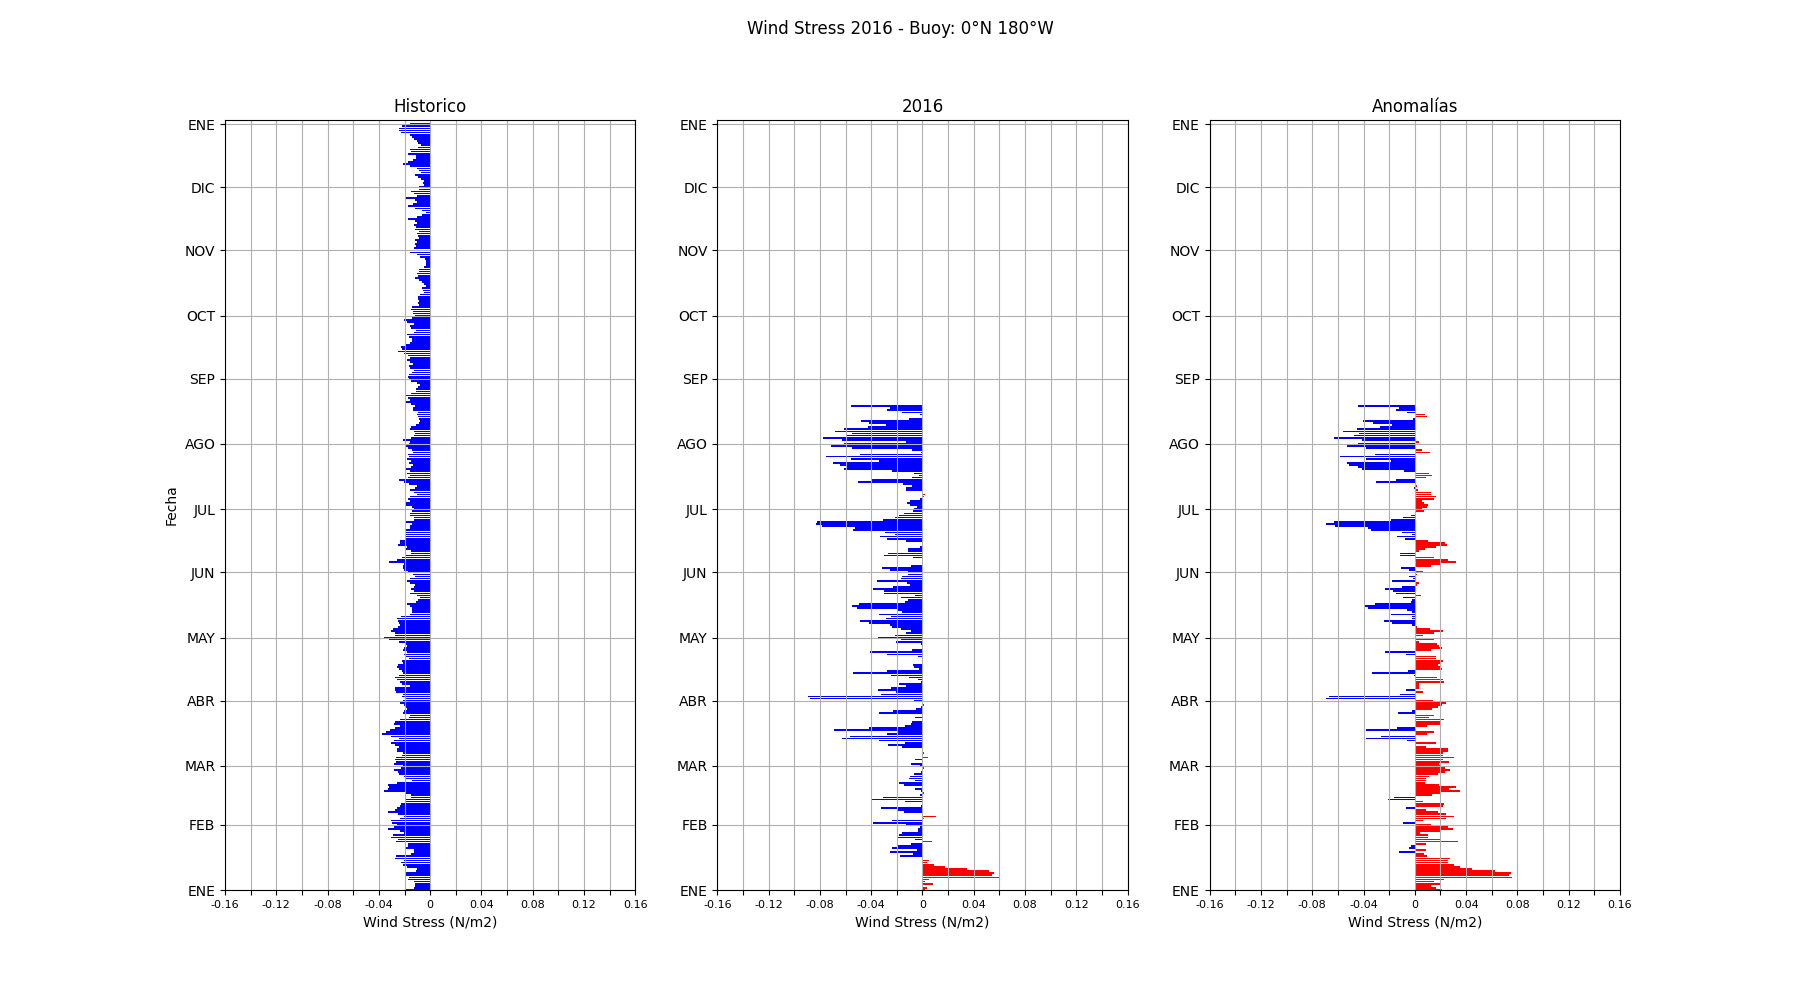 Wind Stress 2016 - Buoy: 0°N 180°W
Historico
2016
Anomalías
Fecha
ENE
DIC
NOV
OCT
SEP
AGO
JUL
JUN
MAY
ABR
MAR
FEB
ENE
-0.16 -0.12 -0.08 -0.04 0 0.04 0.08 0.12 0.16
Wind Stress (N/m2)
ENE
DIC
NOV
OCT
SEP
AGO
JUL
JUN
MAY
ABR
MAR
FEB
ENE
-0.16 -0.12 -0.08 -0.04 0 0.04 0.08 0.12 0.16
Wind Stress (N/m2)
ENE
DIC
NOV
OCT
SEP
AGO
JUL
JUN
MAY
ABR
MAR
FEB
ENE
-0.16 -0.12 -0.08 -0.04 0 0.04 0.08 0.12 0.16
Wind Stress (N/m2)